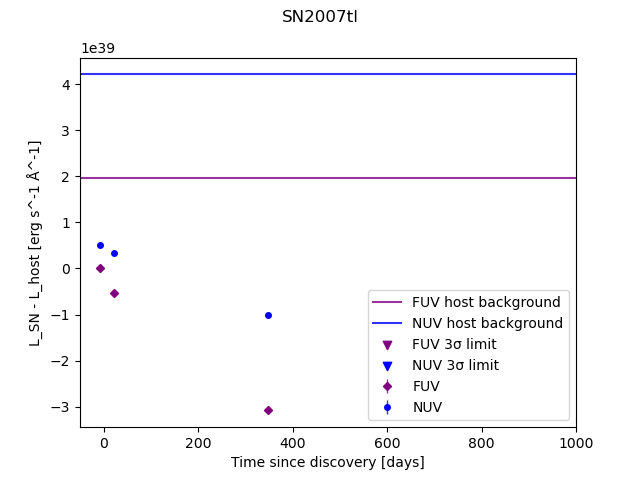 SN2007tl
1e39
4
3
2
1
0
−1
−2
−3
L_SN - L_host [erg s^-1 Å^-1]
FUV host background
NUV host background
FUV 3σ limit
NUV 3σ limit
FUV
NUV
0 200 400 600 800 1000
Time since discovery [days]